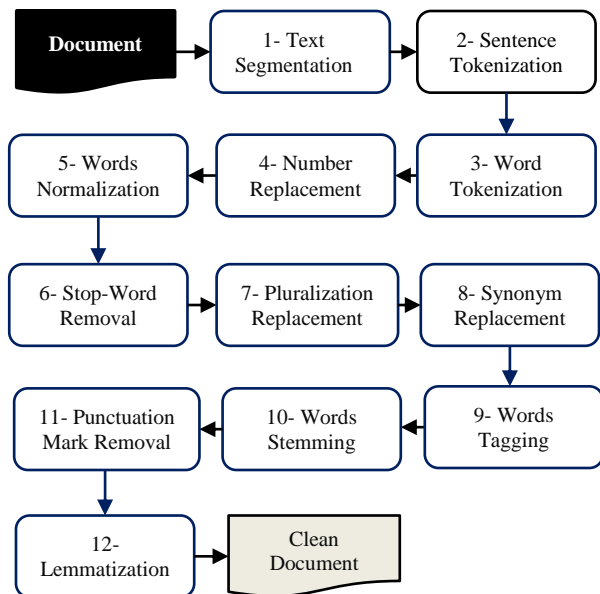 Document
1- Text
Segmentation
2- Sentence
Tokenization
3- Word
Tokenization
4- Number
Replacement
5- Words
Normalization
6- Stop-Word
Removal
7- Pluralization
Replacement
8- Synonym
Replacement
9- Words
Tagging
10- Words
Stemming
11- Punctuation
Mark Removal
12-
Lemmatization
Clean
Document